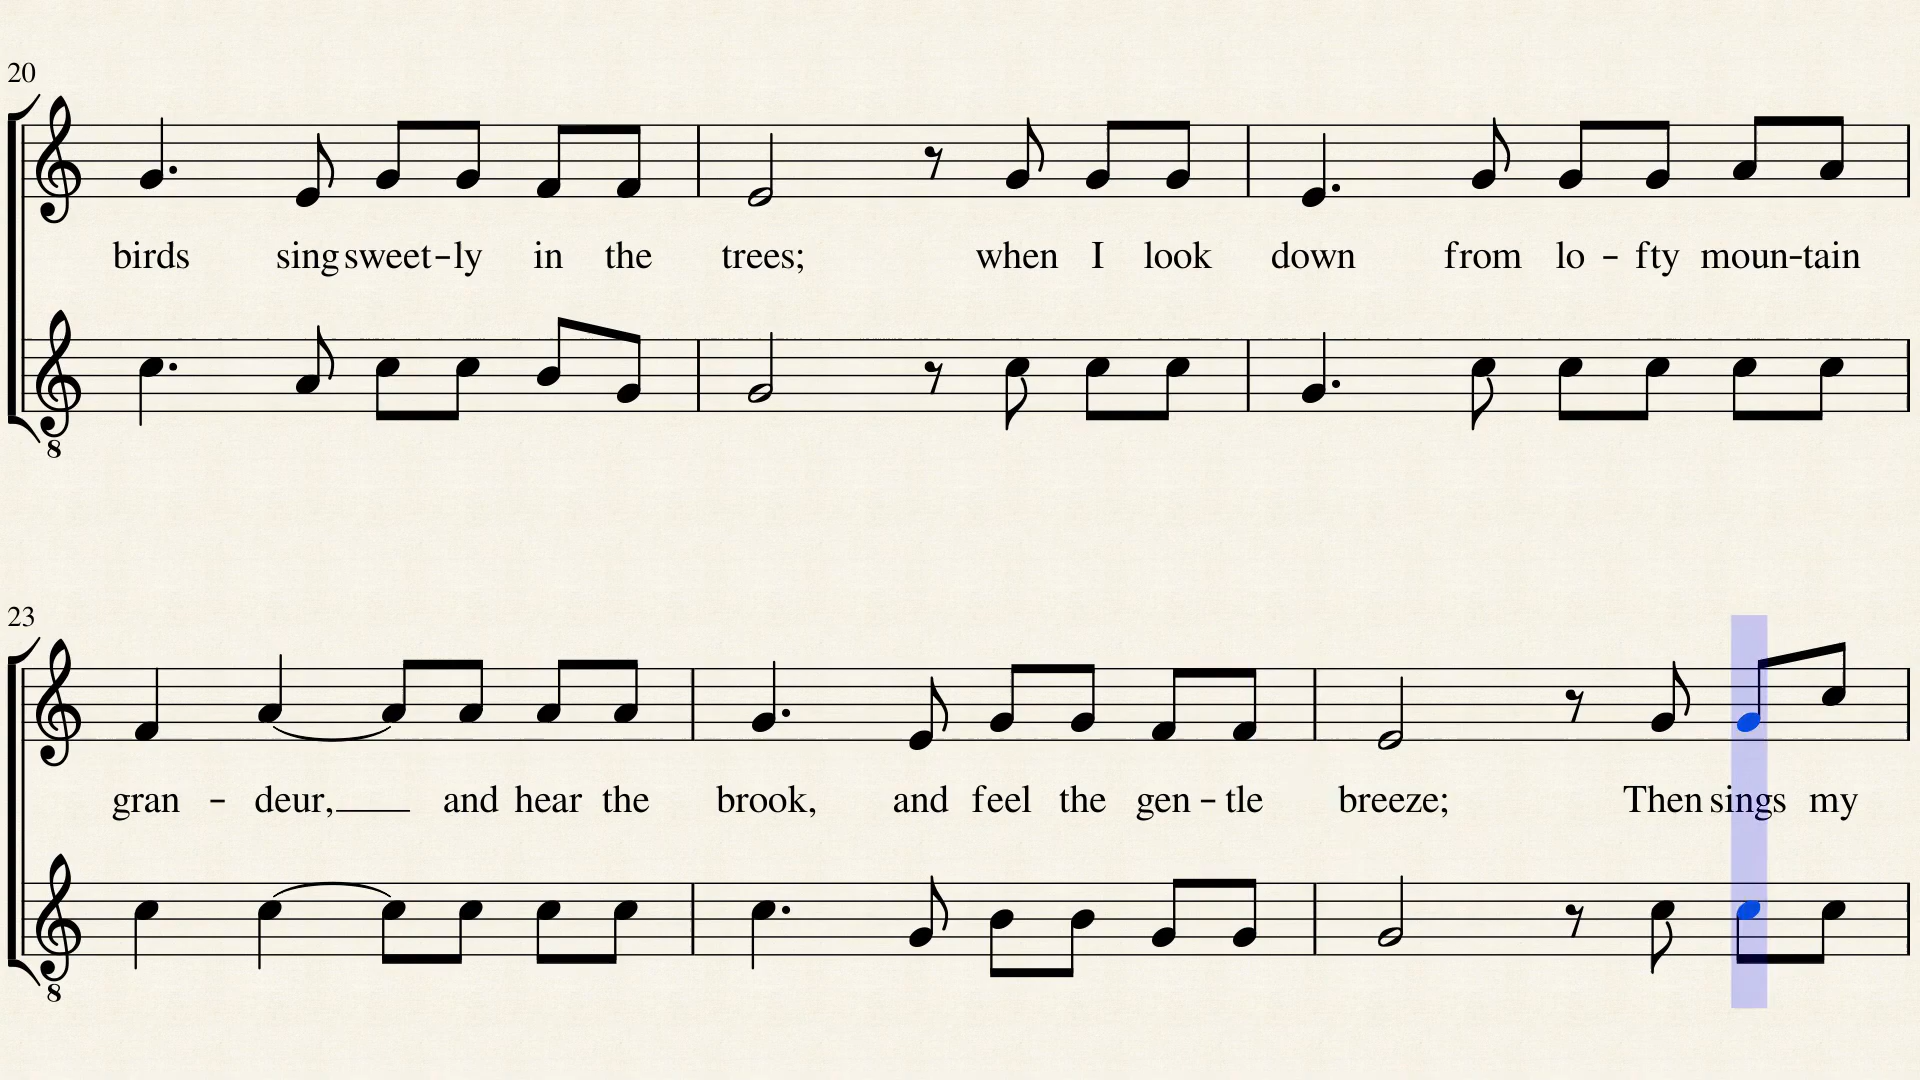 20
birds sing sweet-ly in the trees; when I look down from lo - fty moun-tain
8
23
gran - deur, and hear the brook, and feel the gen - tle breeze; Then sings my
8